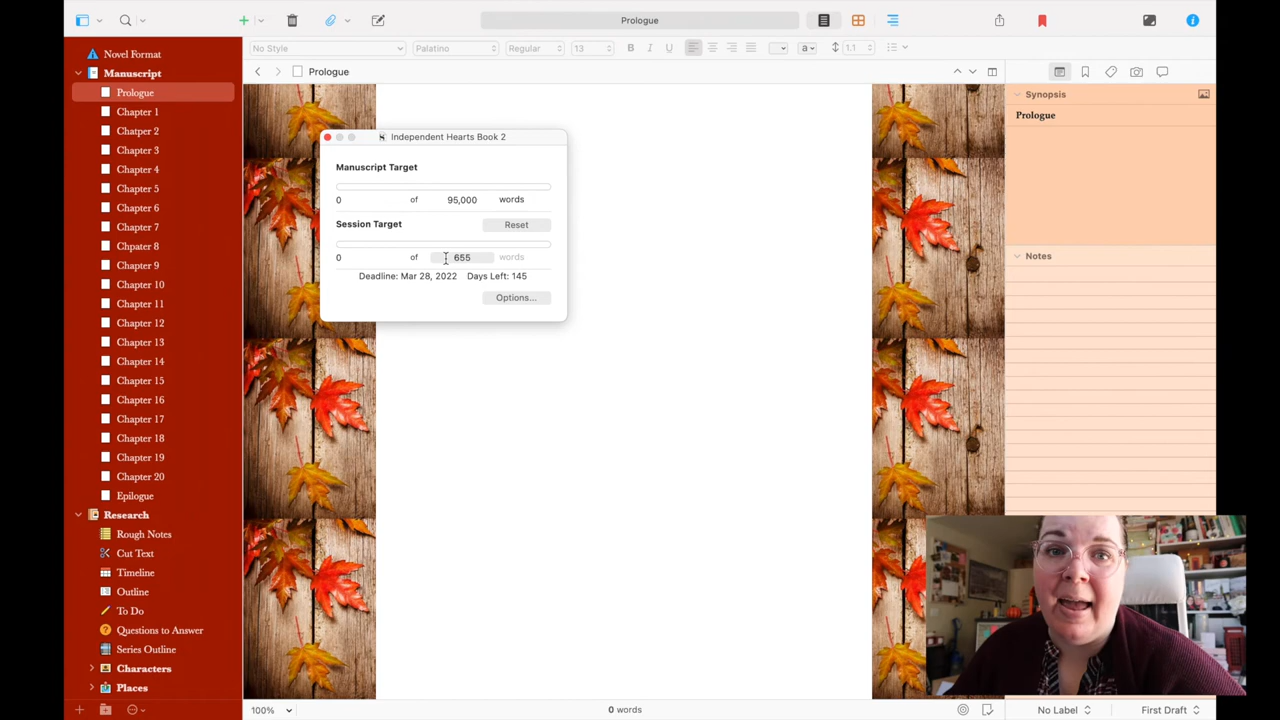 Prologue
No Style Palatino Regular 13 B I U a 1.1
Novel Format
Manuscript
Prologue
Chapter 1
Chatper 2
Chapter 3
Chapter 4
Chapter 5
Chapter 6
Chapter 7
Chpater 8
Chapter 9
Chapter 10
Chapter 11
Chapter 12
Chapter 13
Chapter 14
Chapter 15
Chapter 16
Chapter 17
Chapter 18
Chapter 19
Chapter 20
Epilogue
Research
Rough Notes
Cut Text
Timeline
Outline
To Do
Questions to Answer
Series Outline
Characters
Places
Prologue
Independent Hearts Book 2
Manuscript Target
0 of 95,000 words
Session Target Reset
0 of 655 words
Deadline: Mar 28, 2022 Days Left: 145
Options...
Synopsis
Prologue
Notes
100% 0 words No Label First Draft